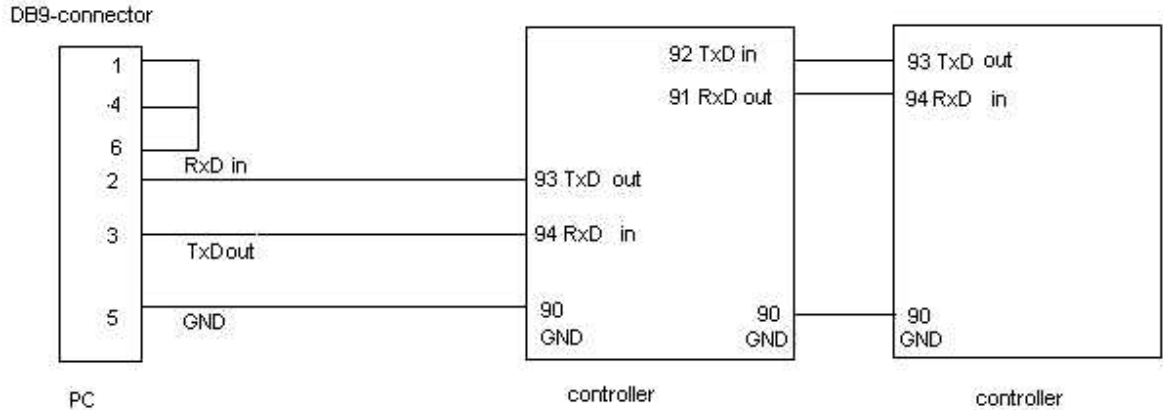 DB9-connector
1
4
6
2
3
5
RxD in
TxD out
GND
PC
92 TxD in
91 RxD out
93 TxD out
94 RxD in
90
GND
90
GND
controller
93 TxD out
94 RxD in
90
GND
controller